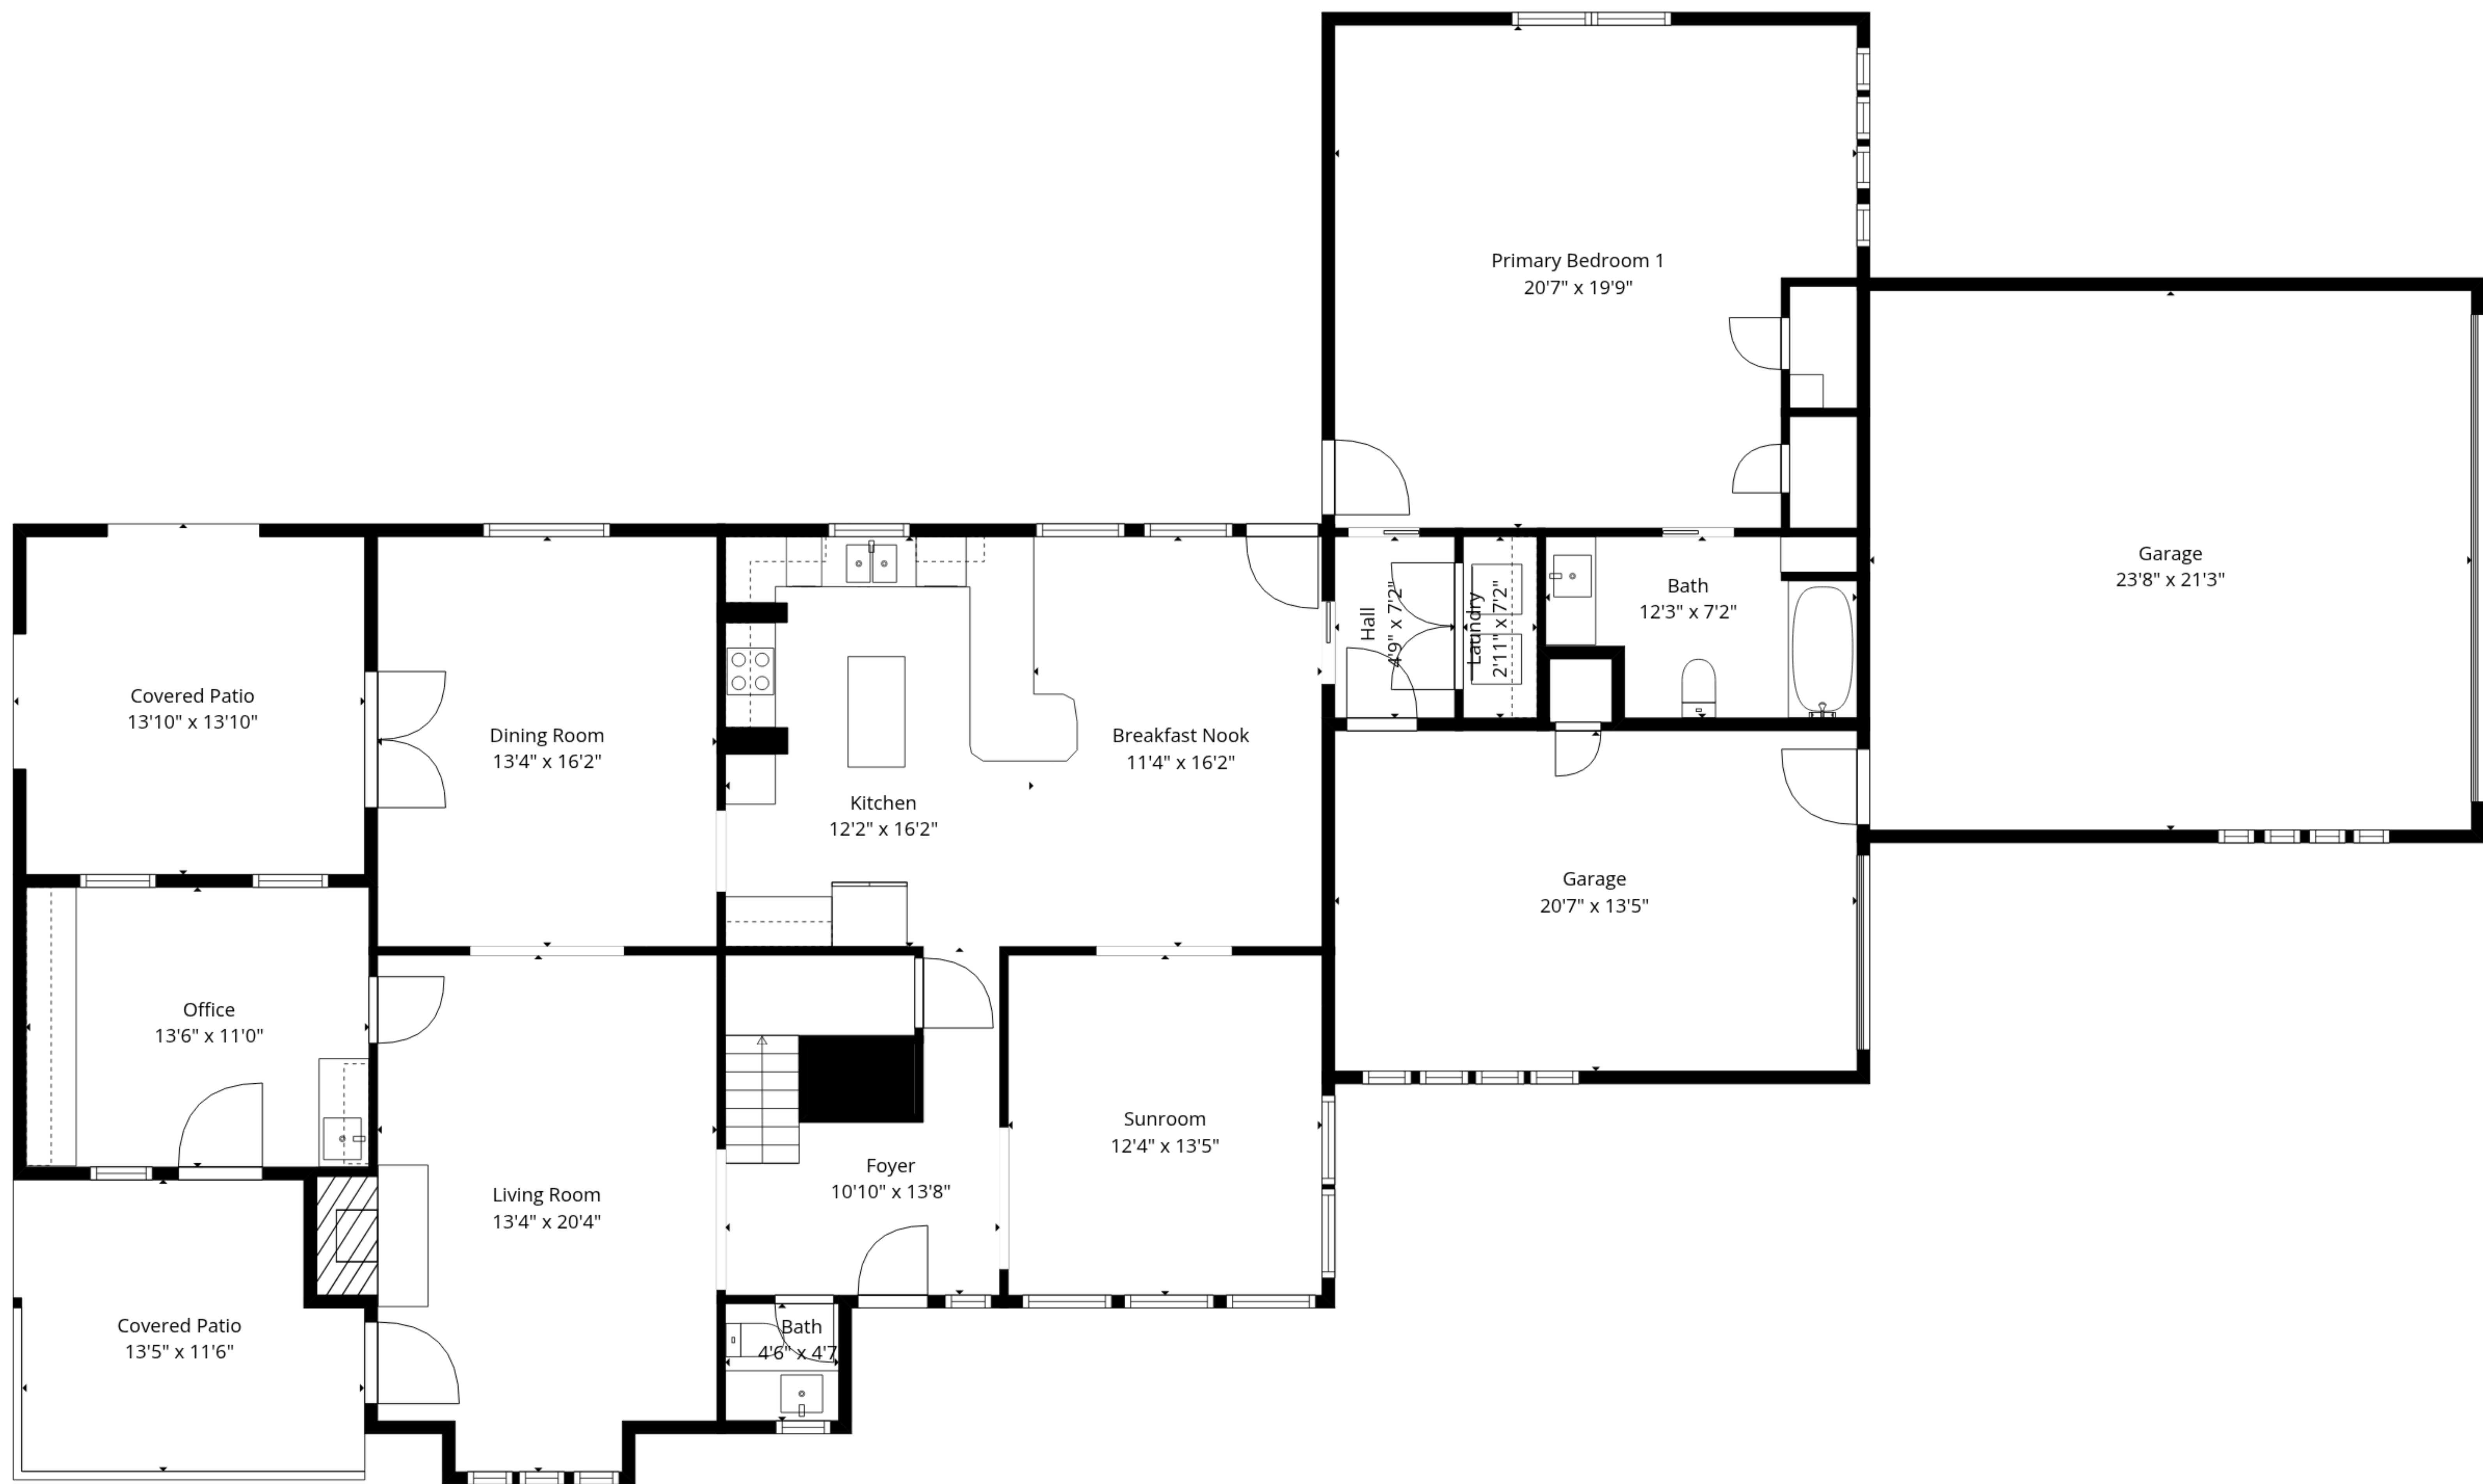 Primary Bedroom 1
20'7" x 19'9"
Garage
23'8" x 21'3"
Bath
12'3" x 7'2"
Hall
4'9" x 7'2"
Laundry
2'11" x 7'2"
Covered Patio
13'10" x 13'10"
Dining Room
13'4" x 16'2"
Breakfast Nook
11'4" x 16'2"
Kitchen
12'2" x 16'2"
Garage
20'7" x 13'5"
Office
13'6" x 11'0"
Sunroom
12'4" x 13'5"
Foyer
10'10" x 13'8"
Living Room
13'4" x 20'4"
Covered Patio
13'5" x 11'6"
Bath
4'6" x 4'7